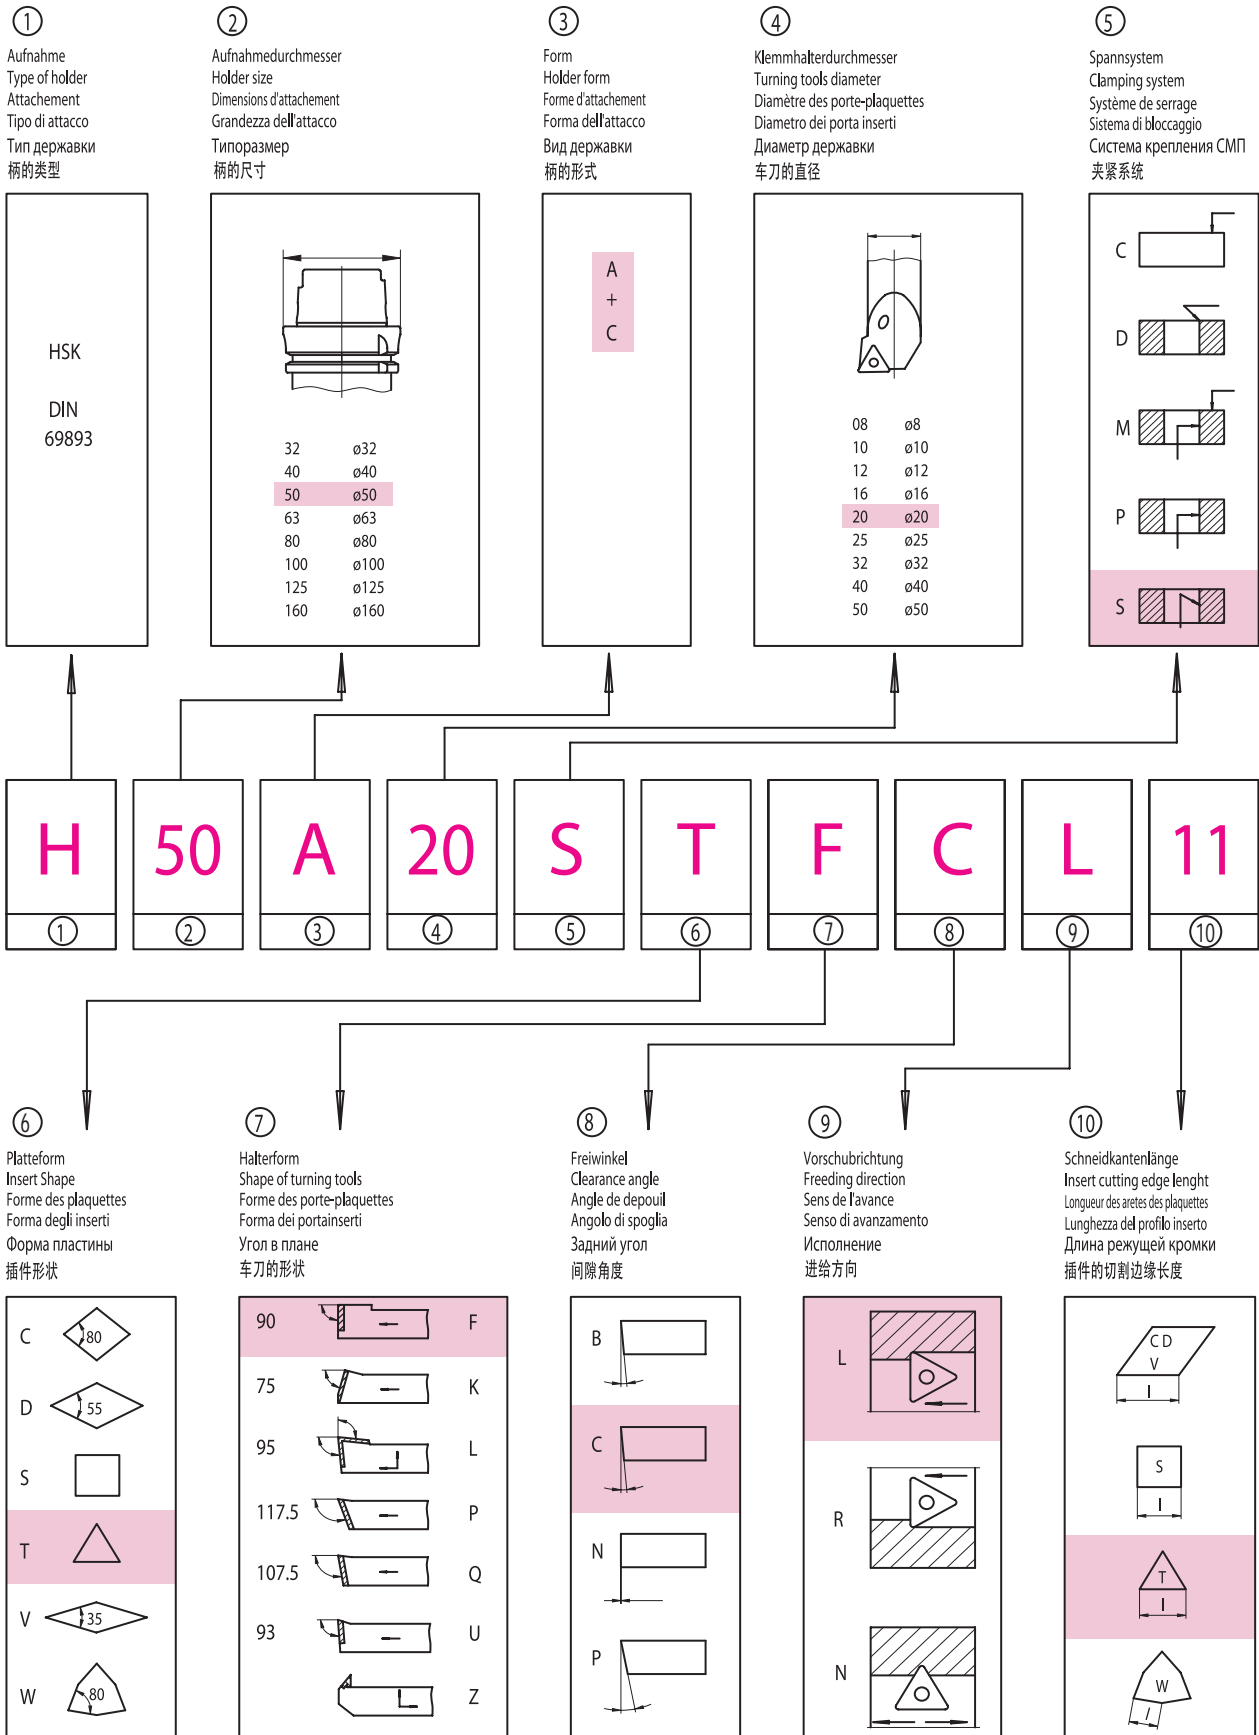 1
Aufnahme
Type of holder
Attachement
Tipo di attacco
Тип державки
柄的类型
HSK
DIN
69893
2
Aufnahmedurchmesser
Holder size
Dimensions d'attachement
Grandezza dell'attacco
Типоразмер
柄的尺寸
32 ø32
40 ø40
50 ø50
63 ø63
80 ø80
100 ø100
125 ø125
160 ø160
3
Form
Holder form
Forme d'attachement
Forma dell'attacco
Вид державки
柄的形式
A
+
C
4
Klemmhalterdurchmesser
Turning tools diameter
Diamètre des porte-plaquettes
Diametro dei porta inserti
Диаметр державки
车刀的直径
08 ø8
10 ø10
12 ø12
16 ø16
20 ø20
25 ø25
32 ø32
40 ø40
50 ø50
5
Spannsystem
Clamping system
Système de serrage
Sistema di bloccaggio
Система крепления СМП
夹紧系统
C
D
M
P
S
H 50 A 20 S T F C L 11
1 2 3 4 5 6 7 8 9 10
6
Platteform
Insert Shape
Forme des plaquettes
Forma degli inserti
Форма пластины
插件形状
C 80
D 55
S
T
V 35
W 80
7
Halterform
Shape of turning tools
Forme des porte-plaquettes
Forma dei portainserti
Угол в плане
车刀的形状
90 F
75 K
95 L
117.5 P
107.5 Q
93 U
Z
8
Freiwinkel
Clearance angle
Angle de depouil
Angolo di spoglia
Задний угол
间隙角度
B
C
N
P
9
Vorschubrichtung
Freeding direction
Sens de l'avance
Senso di avanzamento
Исполнение
进给方向
L
R
N
10
Schneidkantenlänge
Insert cutting edge lenght
Longueur des aretes des plaquettes
Lunghezza del profilo inserto
Длина режущей кромки
插件的切割边缘长度
C D
V
l
S
l
T
l
W
l